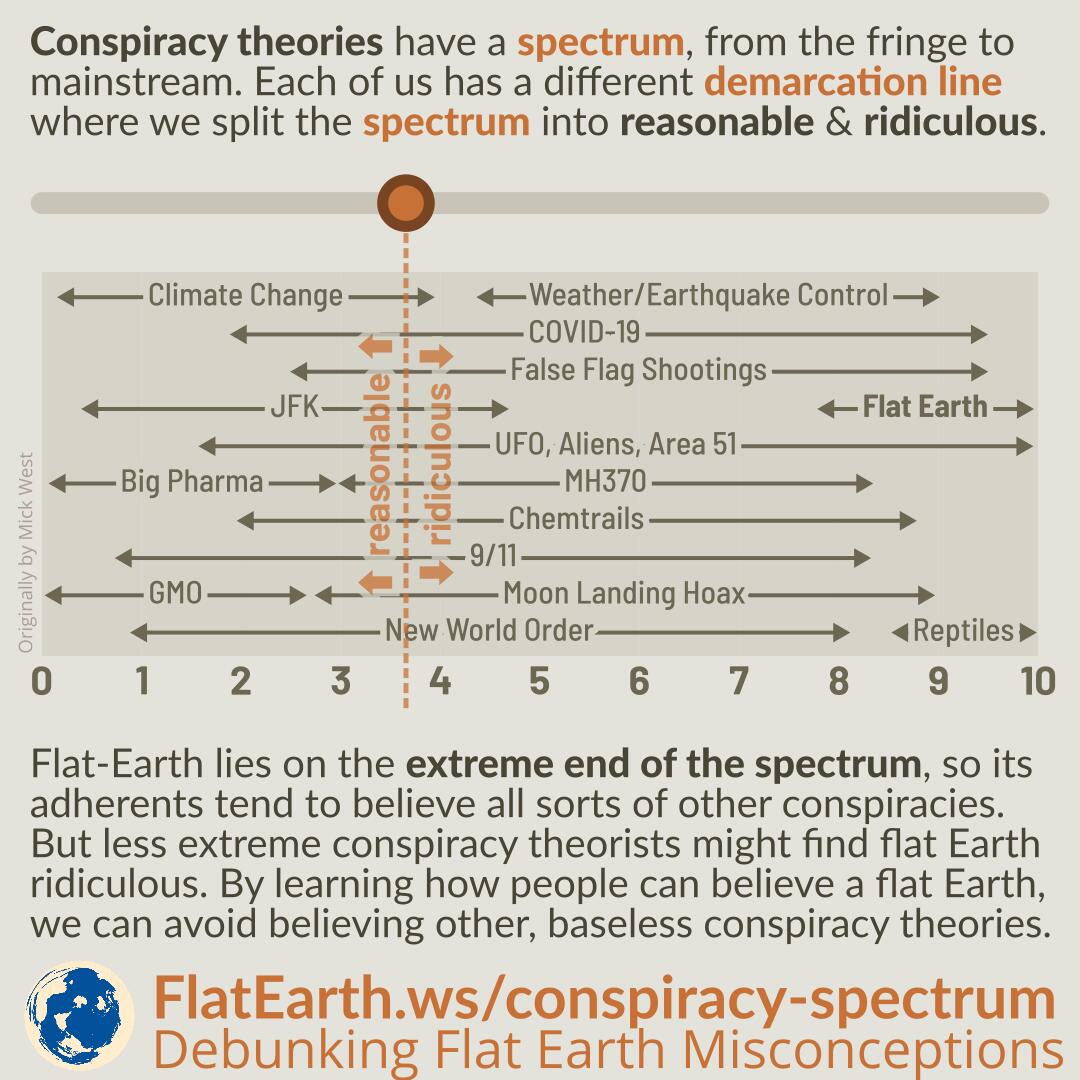 Conspiracy theories have a spectrum, from the fringe to
mainstream. Each of us has a different demarcation line
where we split the spectrum into reasonable & ridiculous.
Climate Change
Weather/Earthquake Control
COVID-19
False Flag Shootings
JFK
Flat Earth
UFO, Aliens, Area 51
Big Pharma
MH370
Chemtrails
9/11
GMO
Moon Landing Hoax
New World Order
Reptiles
reasonable
ridiculous
Originally by Mick West
0 1 2 3 4 5 6 7 8 9 10
Flat-Earth lies on the extreme end of the spectrum, so its
adherents tend to believe all sorts of other conspiracies.
But less extreme conspiracy theorists might find flat Earth
ridiculous. By learning how people can believe a flat Earth,
we can avoid believing other, baseless conspiracy theories.
FlatEarth.ws/conspiracy-spectrum
Debunking Flat Earth Misconceptions